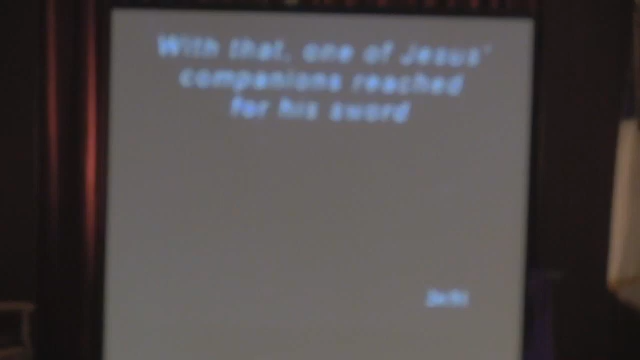 With that, one of Jesus'
companions reached
for his sword